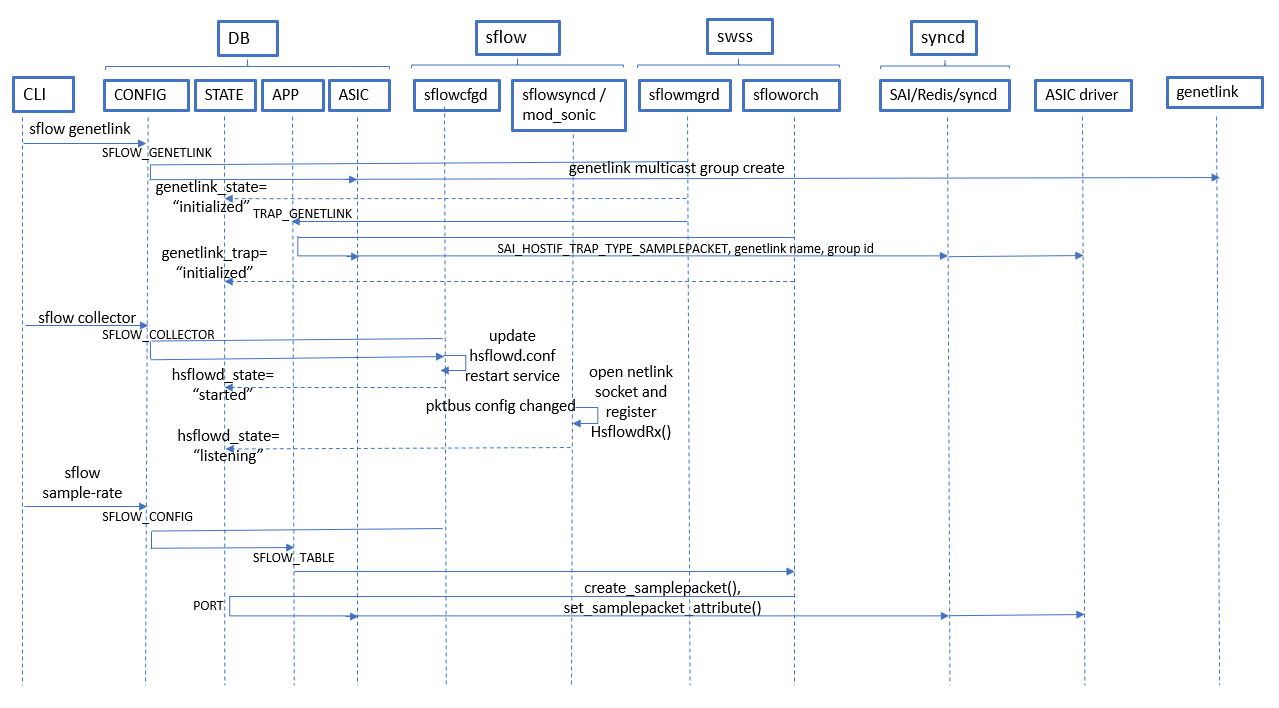 DB
sflow
swss
syncd
CLI
CONFIG
STATE
APP
ASIC
sflowcfgd
sflowsyncd /
mod_sonic
sflowmgrd
sfloworch
SAI/Redis/syncd
ASIC driver
genetlink
sflow genetlink
SFLOW_GENETLINK
genetlink multicast group create
genetlink_state=
“initialized”
TRAP_GENETLINK
SAI_HOSTIF_TRAP_TYPE_SAMPLEPACKET, genetlink name, group id
genetlink_trap=
“initialized”
sflow collector
SFLOW_COLLECTOR
update
hsflowd.conf
restart service
hsflowd_state=
“started”
open netlink
socket and
register
HsflowdRx()
pktbus config changed
hsflowd_state=
“listening”
sflow
sample-rate
SFLOW_CONFIG
SFLOW_TABLE
create_samplepacket(),
set_samplepacket_attribute()
PORT